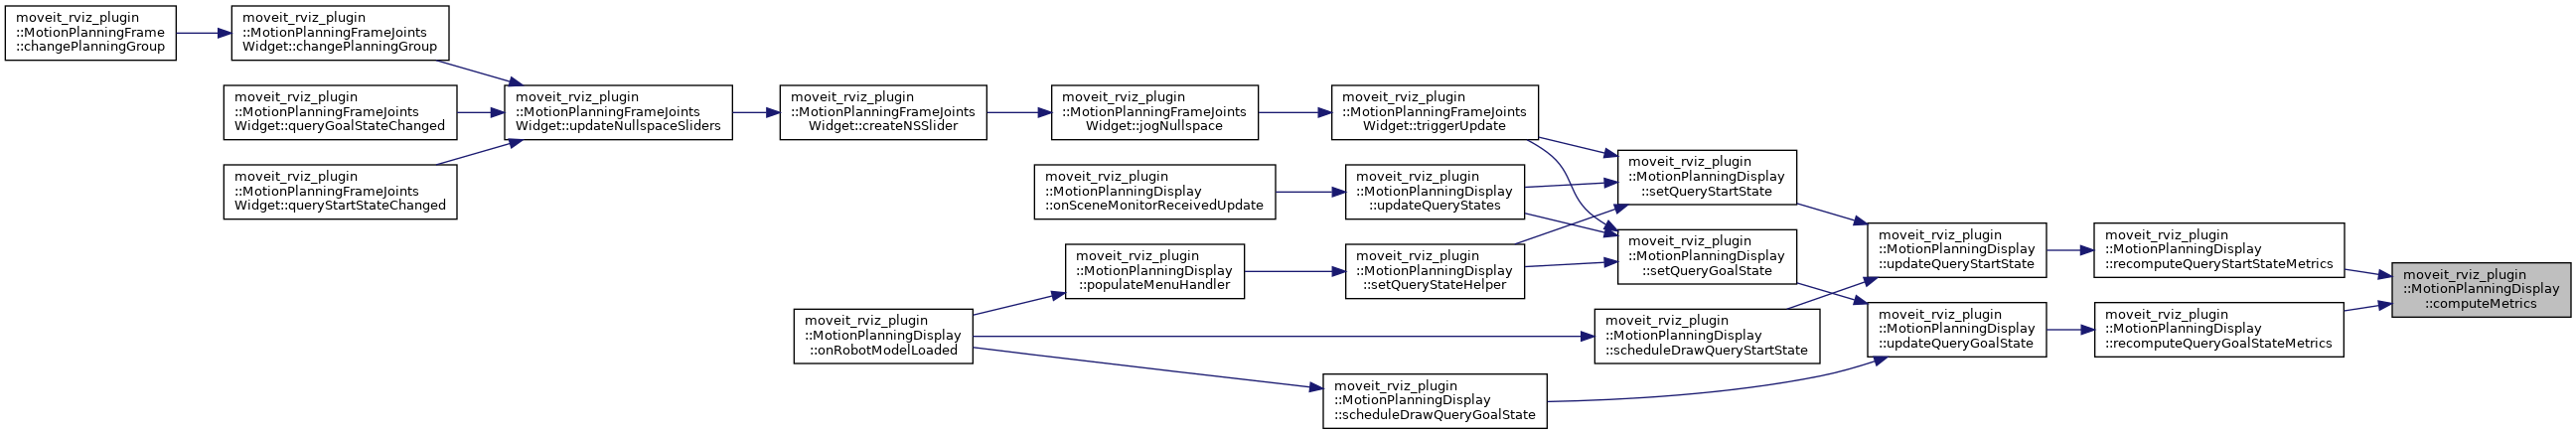 moveit_rviz_plugin
::MotionPlanningFrame
::changePlanningGroup
moveit_rviz_plugin
::MotionPlanningFrameJoints
Widget::changePlanningGroup
moveit_rviz_plugin
::MotionPlanningFrameJoints
Widget::queryGoalStateChanged
moveit_rviz_plugin
::MotionPlanningFrameJoints
Widget::queryStartStateChanged
moveit_rviz_plugin
::MotionPlanningFrameJoints
Widget::updateNullspaceSliders
moveit_rviz_plugin
::MotionPlanningFrameJoints
Widget::createNSSlider
moveit_rviz_plugin
::MotionPlanningDisplay
::onRobotModelLoaded
moveit_rviz_plugin
::MotionPlanningFrameJoints
Widget::jogNullspace
moveit_rviz_plugin
::MotionPlanningDisplay
::onSceneMonitorReceivedUpdate
moveit_rviz_plugin
::MotionPlanningDisplay
::populateMenuHandler
moveit_rviz_plugin
::MotionPlanningFrameJoints
Widget::triggerUpdate
moveit_rviz_plugin
::MotionPlanningDisplay
::updateQueryStates
moveit_rviz_plugin
::MotionPlanningDisplay
::setQueryStateHelper
moveit_rviz_plugin
::MotionPlanningDisplay
::scheduleDrawQueryGoalState
moveit_rviz_plugin
::MotionPlanningDisplay
::setQueryStartState
moveit_rviz_plugin
::MotionPlanningDisplay
::setQueryGoalState
moveit_rviz_plugin
::MotionPlanningDisplay
::scheduleDrawQueryStartState
moveit_rviz_plugin
::MotionPlanningDisplay
::updateQueryStartState
moveit_rviz_plugin
::MotionPlanningDisplay
::updateQueryGoalState
moveit_rviz_plugin
::MotionPlanningDisplay
::recomputeQueryStartStateMetrics
moveit_rviz_plugin
::MotionPlanningDisplay
::recomputeQueryGoalStateMetrics
moveit_rviz_plugin
::MotionPlanningDisplay
::computeMetrics